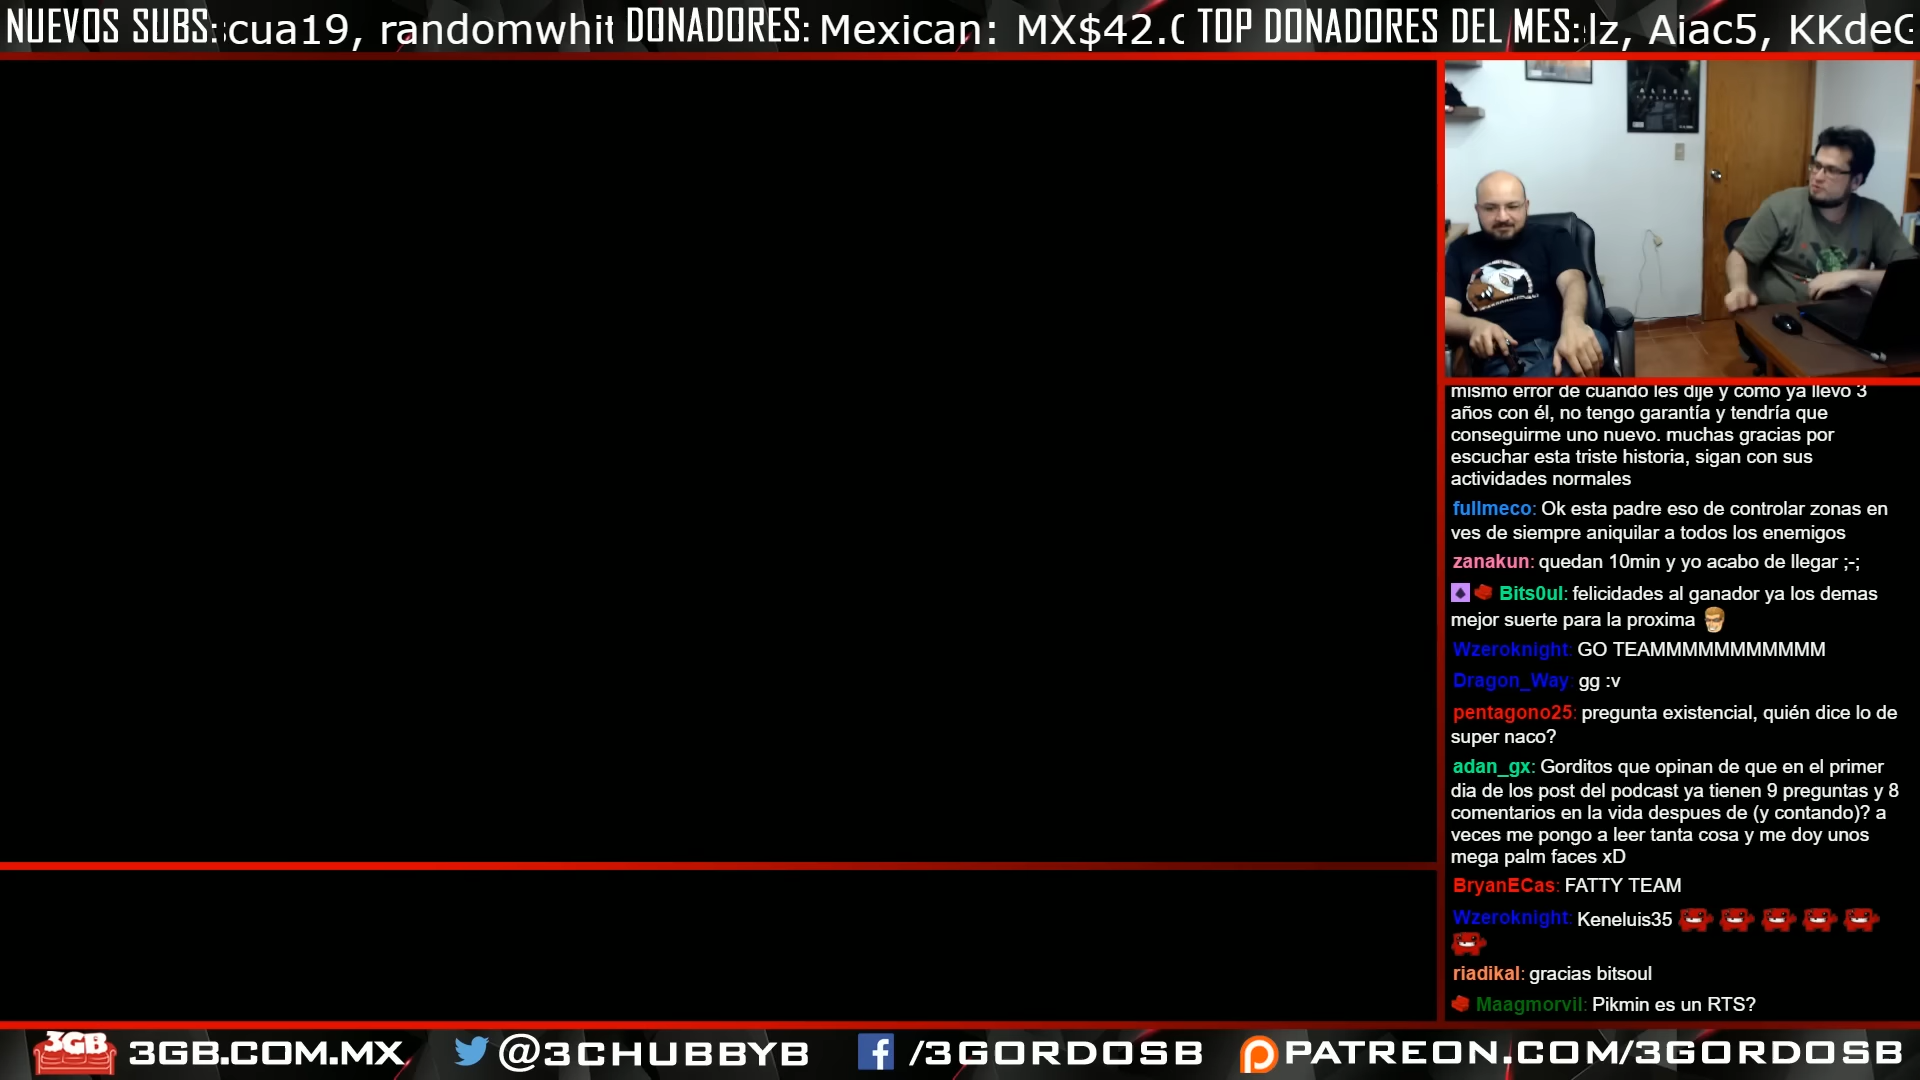 NUEVOS SUBS: cua19, randomwhit DONADORES: Mexican: MX$42.0 TOP DONADORES DEL MES: lz, Aiac5, KKdeG
ALIEN
ISOLATION
mismo error de cuando les dije y como ya llevo 3
años con él, no tengo garantía y tendría que
conseguirme uno nuevo. muchas gracias por
escuchar esta triste historia, sigan con sus
actividades normales
fullmeco: Ok esta padre eso de controlar zonas en
ves de siempre aniquilar a todos los enemigos
zanakun: quedan 10min y yo acabo de llegar ;-;
Bits0ul: felicidades al ganador ya los demas
mejor suerte para la proxima
Wzeroknight: GO TEAMMMMMMMMMMM
Dragon_Way: gg :v
pentagono25: pregunta existencial, quién dice lo de
super naco?
adan_gx: Gorditos que opinan de que en el primer
dia de los post del podcast ya tienen 9 preguntas y 8
comentarios en la vida despues de (y contando)? a
veces me pongo a leer tanta cosa y me doy unos
mega palm faces xD
BryanECas: FATTY TEAM
Wzeroknight: Keneluis35
riadikal: gracias bitsoul
Maagmorvil: Pikmin es un RTS?
3GB 3GB.COM.MX @3CHUBBYB /3GORDOSB PATREON.COM/3GORDOSB